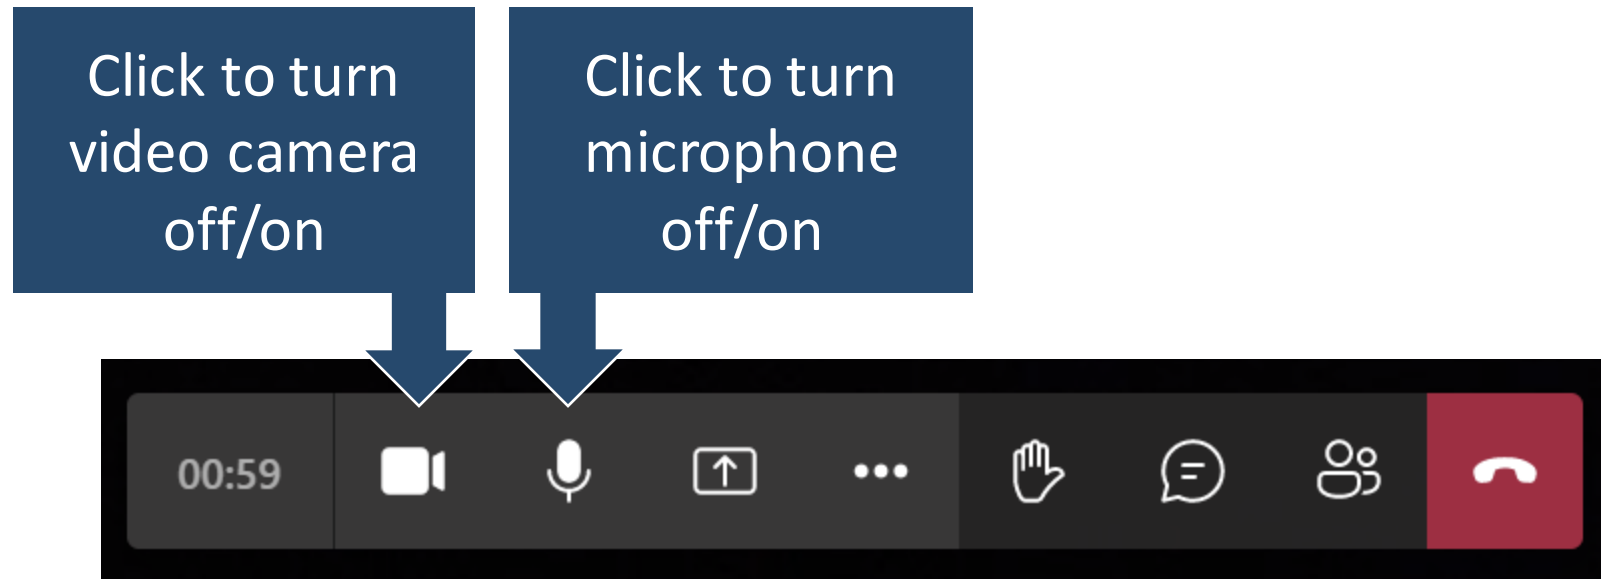 Click to turn
video camera
off/on
Click to turn
microphone
off/on
00:59